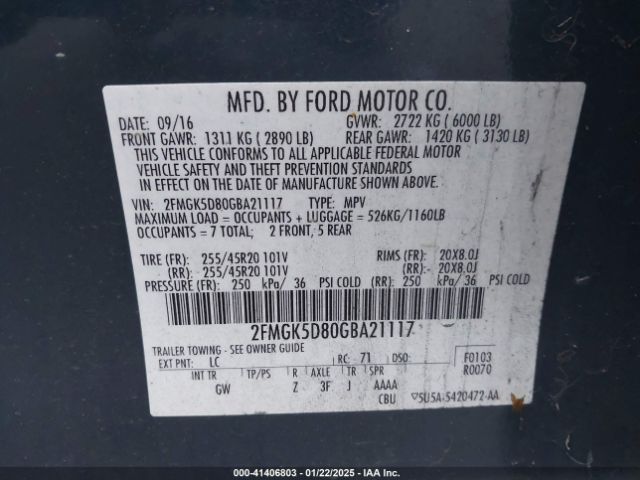 MFD. BY FORD MOTOR CO.
DATE: 09/16 GVWR: 2722 KG ( 6000 LB)
FRONT GAWR: 1311 KG ( 2890 LB) REAR GAWR: 1420 KG ( 3130 LB)
THIS VEHICLE CONFORMS TO ALL APPLICABLE FEDERAL MOTOR
VEHICLE SAFETY AND THEFT PREVENTION STANDARDS
IN EFFECT ON THE DATE OF MANUFACTURE SHOWN ABOVE.
VIN: 2FMGK5D80GBA21117 TYPE: MPV
MAXIMUM LOAD = OCCUPANTS + LUGGAGE = 526KG/1160LB
OCCUPANTS = 7 TOTAL; 2 FRONT, 5 REAR
TIRE (FR): 255/45R20 101V RIMS (FR): 20X8.0J
(RR): 255/45R20 101V (RR): 20X8.0J
PRESSURE (FR): 250 kPa/ 36 PSI COLD (RR): 250 kPa/ 36 PSI COLD
2FMGK5D80GBA21117
TRAILER TOWING - SEE OWNER GUIDE
EXT PNT: LC RC: 71 DSO: F0103
R0070
INT TR TP/PS R AXLE TR SPR
GW Z 3F J AAAA
CBU 5U5A-5420472-AA
000-41406803 - 01/22/2025 - IAA Inc.